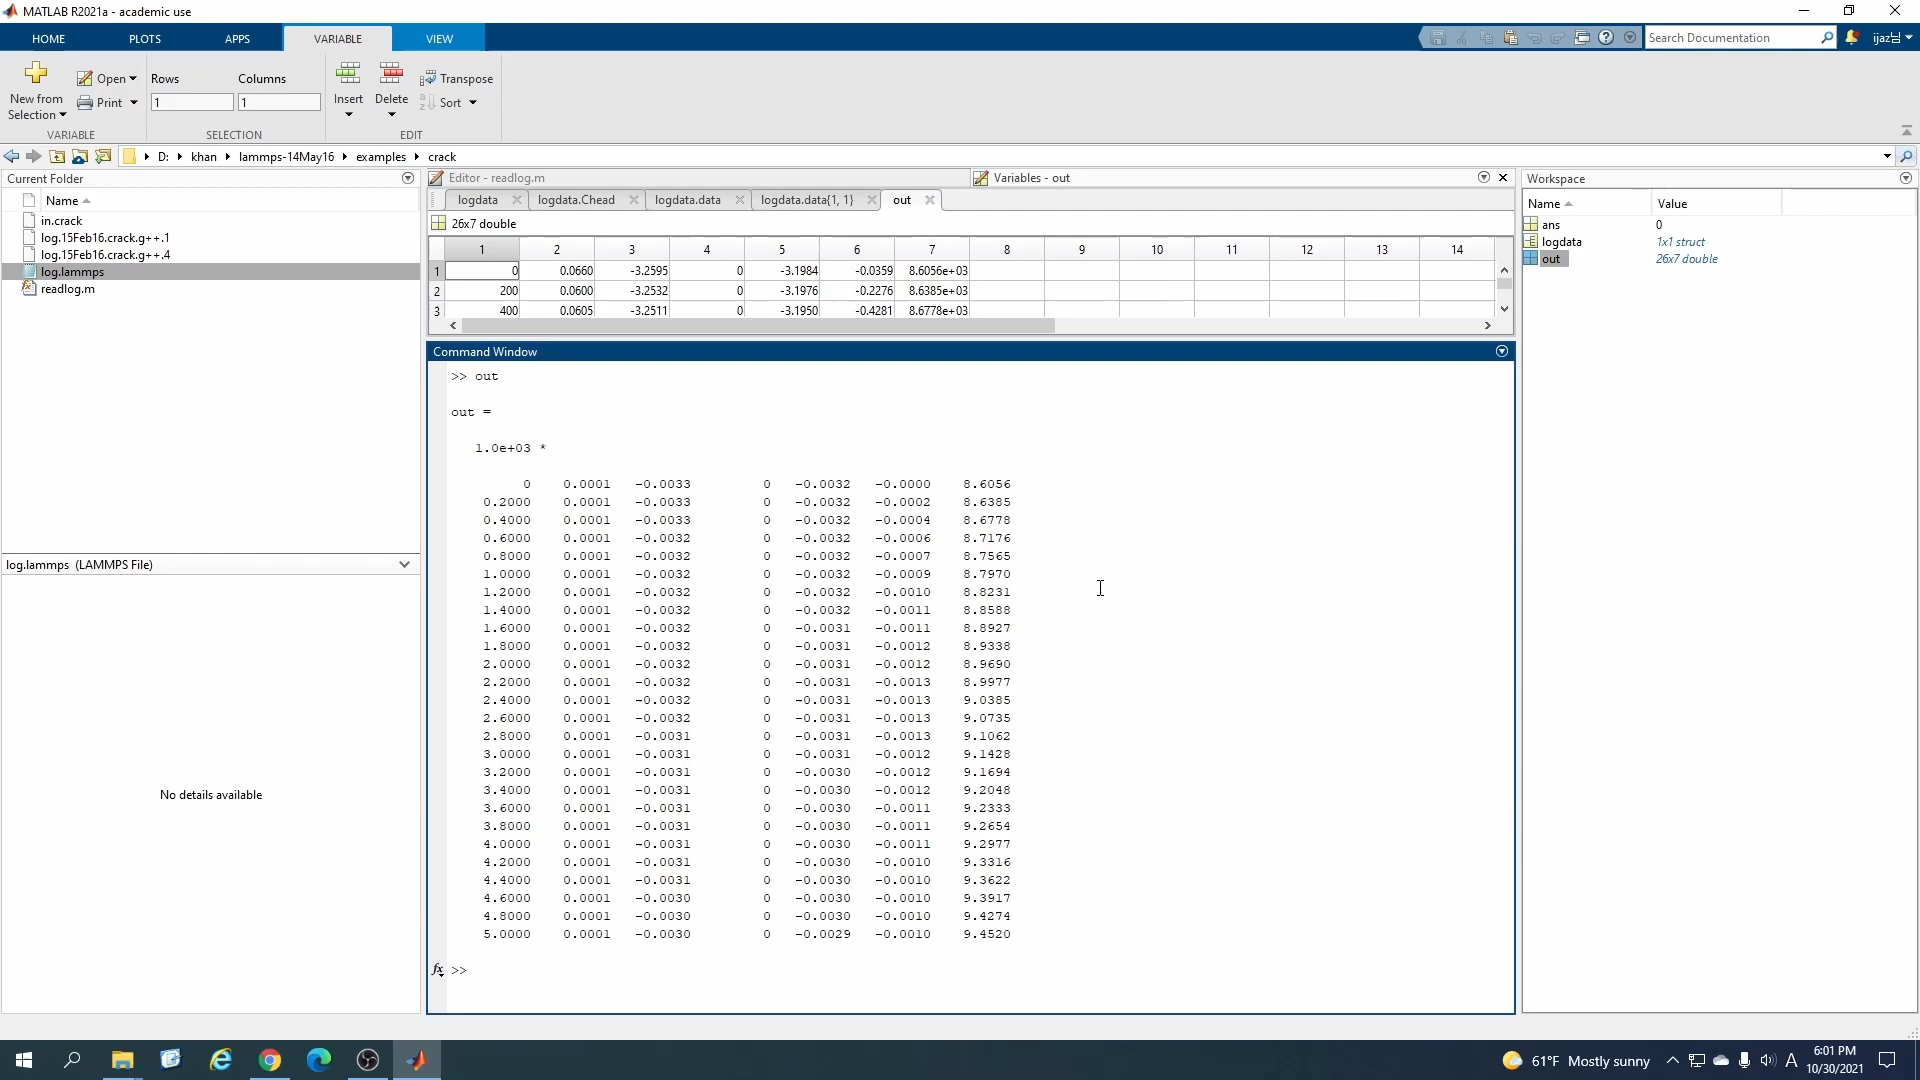 MATLAB R2021a - academic use
HOME PLOTS APPS VARIABLE VIEW
Search Documentation
ijaz님
New from Selection
Open
Print
Rows
1
Columns
1
Insert
Delete
Transpose
Sort
VARIABLE SELECTION EDIT
D: khan lammps-14May16 examples crack
Current Folder
Name
in.crack
log.15Feb16.crack.g++.1
log.15Feb16.crack.g++.4
log.lammps
readlog.m
log.lammps (LAMMPS File)
No details available
Editor - readlog.m
Variables - out
logdata logdata.Chead logdata.data logdata.data{1, 1} out
26x7 double
1 2 3 4 5 6 7 8 9 10 11 12 13 14
1 0 0.0660 -3.2595 0 -3.1984 -0.0359 8.6056e+03
2 200 0.0600 -3.2532 0 -3.1976 -0.2276 8.6385e+03
3 400 0.0605 -3.2511 0 -3.1950 -0.4281 8.6778e+03
Command Window
>> out
out =
1.0e+03 *
0 0.0001 -0.0033 0 -0.0032 -0.0000 8.6056
0.2000 0.0001 -0.0033 0 -0.0032 -0.0002 8.6385
0.4000 0.0001 -0.0033 0 -0.0032 -0.0004 8.6778
0.6000 0.0001 -0.0032 0 -0.0032 -0.0006 8.7176
0.8000 0.0001 -0.0032 0 -0.0032 -0.0007 8.7565
1.0000 0.0001 -0.0032 0 -0.0032 -0.0009 8.7970
1.2000 0.0001 -0.0032 0 -0.0032 -0.0010 8.8231
1.4000 0.0001 -0.0032 0 -0.0032 -0.0011 8.8588
1.6000 0.0001 -0.0032 0 -0.0031 -0.0011 8.8927
1.8000 0.0001 -0.0032 0 -0.0031 -0.0012 8.9338
2.0000 0.0001 -0.0032 0 -0.0031 -0.0012 8.9690
2.2000 0.0001 -0.0032 0 -0.0031 -0.0013 8.9977
2.4000 0.0001 -0.0032 0 -0.0031 -0.0013 9.0385
2.6000 0.0001 -0.0032 0 -0.0031 -0.0013 9.0735
2.8000 0.0001 -0.0031 0 -0.0031 -0.0013 9.1062
3.0000 0.0001 -0.0031 0 -0.0031 -0.0012 9.1428
3.2000 0.0001 -0.0031 0 -0.0030 -0.0012 9.1694
3.4000 0.0001 -0.0031 0 -0.0030 -0.0012 9.2048
3.6000 0.0001 -0.0031 0 -0.0030 -0.0011 9.2333
3.8000 0.0001 -0.0031 0 -0.0030 -0.0011 9.2654
4.0000 0.0001 -0.0031 0 -0.0030 -0.0011 9.2977
4.2000 0.0001 -0.0031 0 -0.0030 -0.0010 9.3316
4.4000 0.0001 -0.0031 0 -0.0030 -0.0010 9.3622
4.6000 0.0001 -0.0030 0 -0.0030 -0.0010 9.3917
4.8000 0.0001 -0.0030 0 -0.0030 -0.0010 9.4274
5.0000 0.0001 -0.0030 0 -0.0029 -0.0010 9.4520
fx >>
Workspace
Name Value
ans 0
logdata 1x1 struct
out 26x7 double
61°F Mostly sunny
A
6:01 PM
10/30/2021